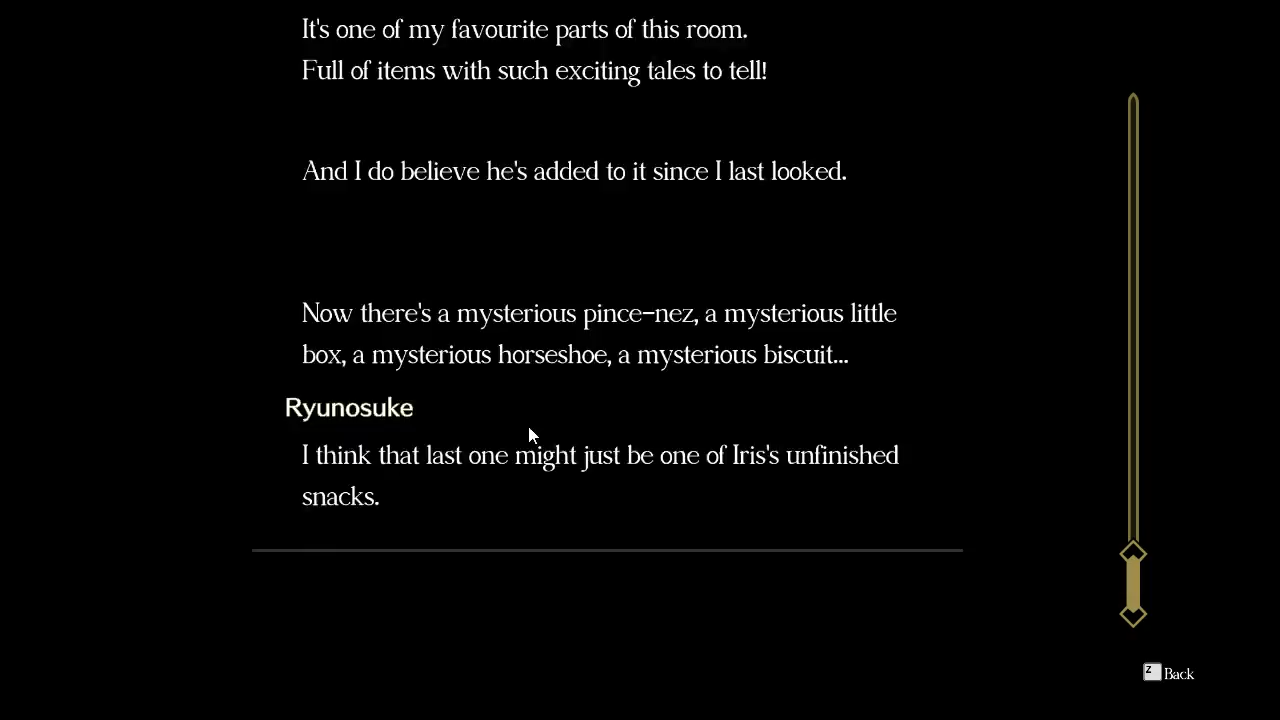 It's one of my favourite parts of this room.
Full of items with such exciting tales to tell!
And I do believe he's added to it since I last looked.
Now there's a mysterious pince-nez, a mysterious little
box, a mysterious horseshoe, a mysterious biscuit...
Ryunosuke
I think that last one might just be one of Iris's unfinished
snacks.
Z Back